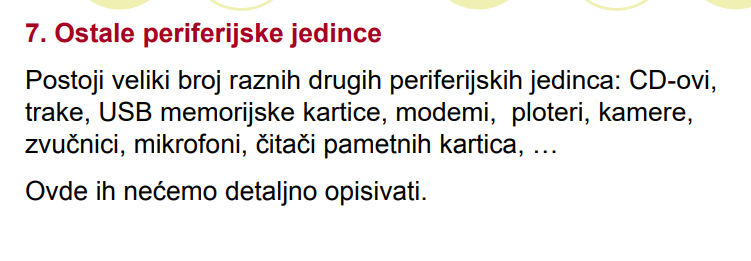 7. Ostale periferijske jedince
Postoji veliki broj raznih drugih periferijskih jedinca: CD-ovi,
trake, USB memorijske kartice, modemi,  ploteri, kamere,
zvučnici, mikrofoni, čitači pametnih kartica, …
Ovde ih nećemo detaljno opisivati.